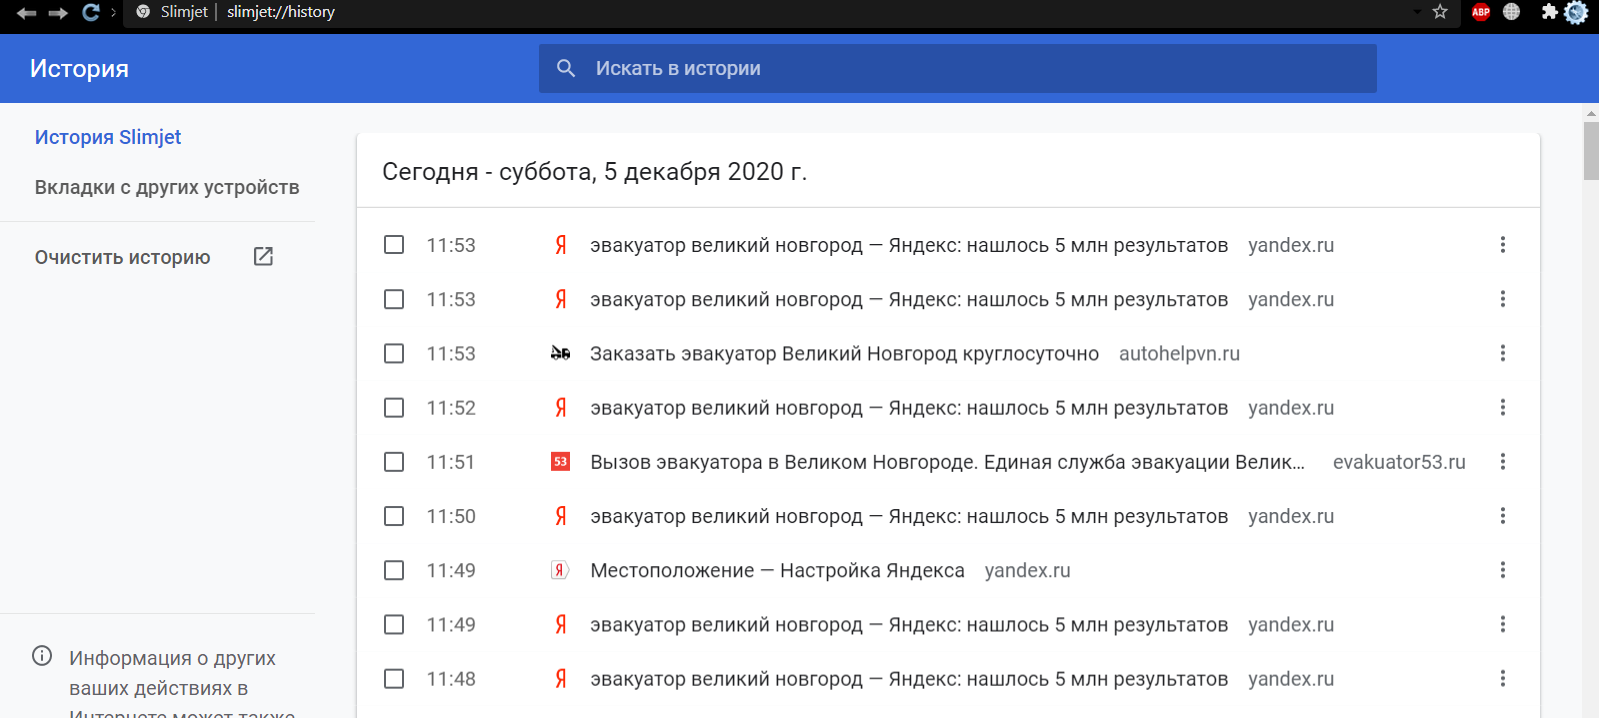 Slimjet | slimjet://history
ABP
История
Искать в истории
История Slimjet
Вкладки с других устройств
Очистить историю
Сегодня - суббота, 5 декабря 2020 г.
11:53 Я эвакуатор великий новгород — Яндекс: нашлось 5 млн результатов yandex.ru
11:53 Я эвакуатор великий новгород — Яндекс: нашлось 5 млн результатов yandex.ru
11:53 Заказать эвакуатор Великий Новгород круглосуточно autohelpvn.ru
11:52 Я эвакуатор великий новгород — Яндекс: нашлось 5 млн результатов yandex.ru
11:51 53 Вызов эвакуатора в Великом Новгороде. Единая служба эвакуации Велик... evakuator53.ru
11:50 Я эвакуатор великий новгород — Яндекс: нашлось 5 млн результатов yandex.ru
11:49 Я Местоположение — Настройка Яндекса yandex.ru
11:49 Я эвакуатор великий новгород — Яндекс: нашлось 5 млн результатов yandex.ru
11:48 Я эвакуатор великий новгород — Яндекс: нашлось 5 млн результатов yandex.ru
Информация о других
ваших действиях в
Интернете может также